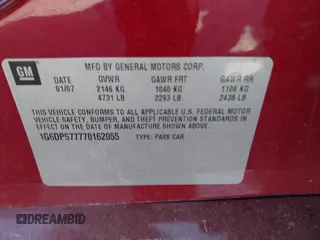 GM
MFD BY GENERAL MOTORS CORP.
DATE GVWR GAWR FRT GAWR RR
01/07 2146 KG 1040 KG 1106 KG
4731 LB 2293 LB 2438 LB
THIS VEHICLE CONFORMS TO ALL APPLICABLE U.S. FEDERAL MOTOR
VEHICLE SAFETY, BUMPER, AND THEFT PREVENTION STANDARDS IN
EFFECT ON THE DATE OF MANUFACTURE SHOWN ABOVE.
1G6DP577770162055 TYPE: PASS CAR
© 2026 BIDFAX